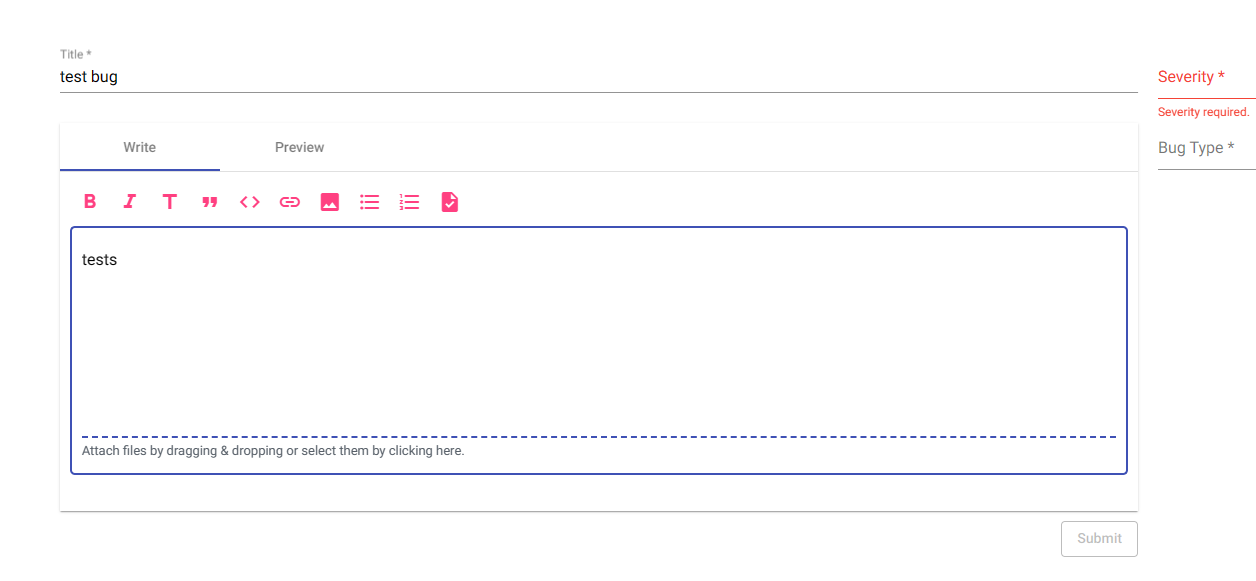 Title *
test bug
Severity *
Severity required.
Bug Type *
Write Preview
tests
Attach files by dragging & dropping or select them by clicking here.
Submit